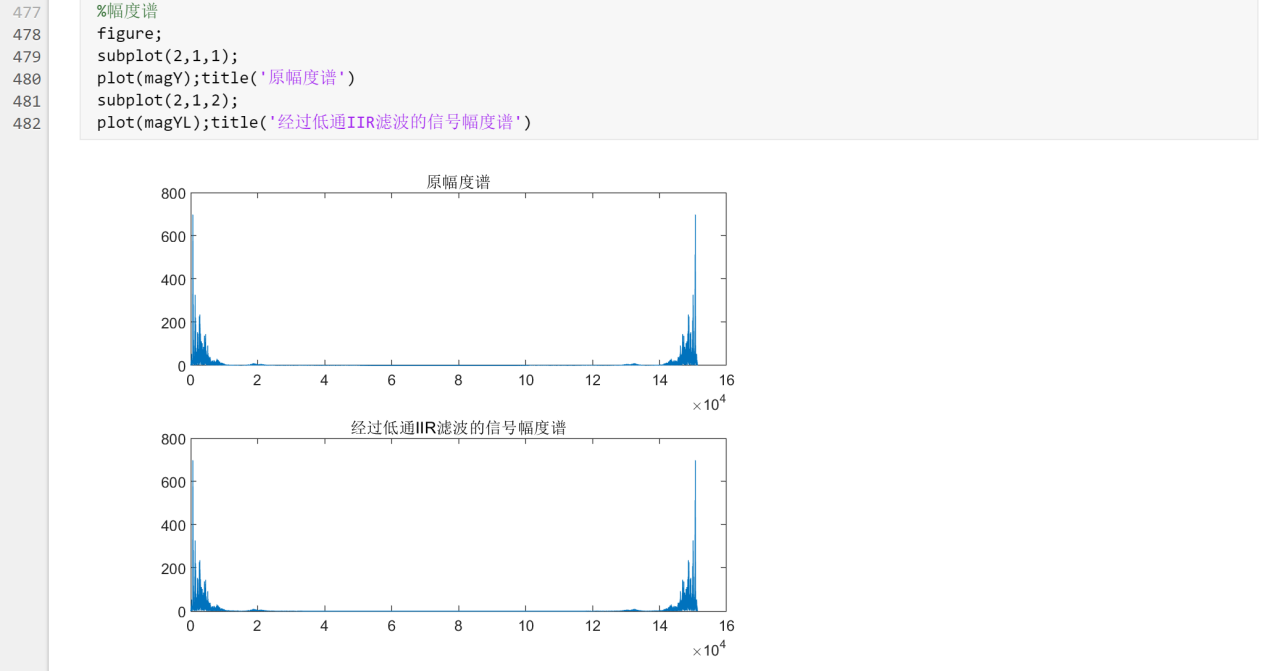 477 %幅度谱
478 figure;
479 subplot(2,1,1);
480 plot(magY);title('原幅度谱')
481 subplot(2,1,2);
482 plot(magYL);title('经过低通IIR滤波的信号幅度谱')
原幅度谱
800
600
400
200
0
0 2 4 6 8 10 12 14 16
×10^4
经过低通IIR滤波的信号幅度谱
800
600
400
200
0
0 2 4 6 8 10 12 14 16
×10^4